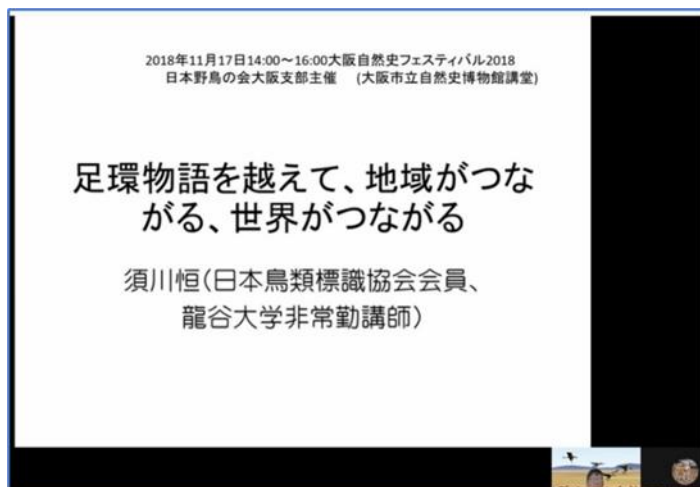 2018年11月17日14:00～16:00大阪自然史フェスティバル2018
日本野鳥の会大阪支部主催　(大阪市立自然史博物館講堂)
足環物語を越えて、地域がつな
がる、世界がつながる
須川恒(日本鳥類標識協会会員、
龍谷大学非常勤講師)